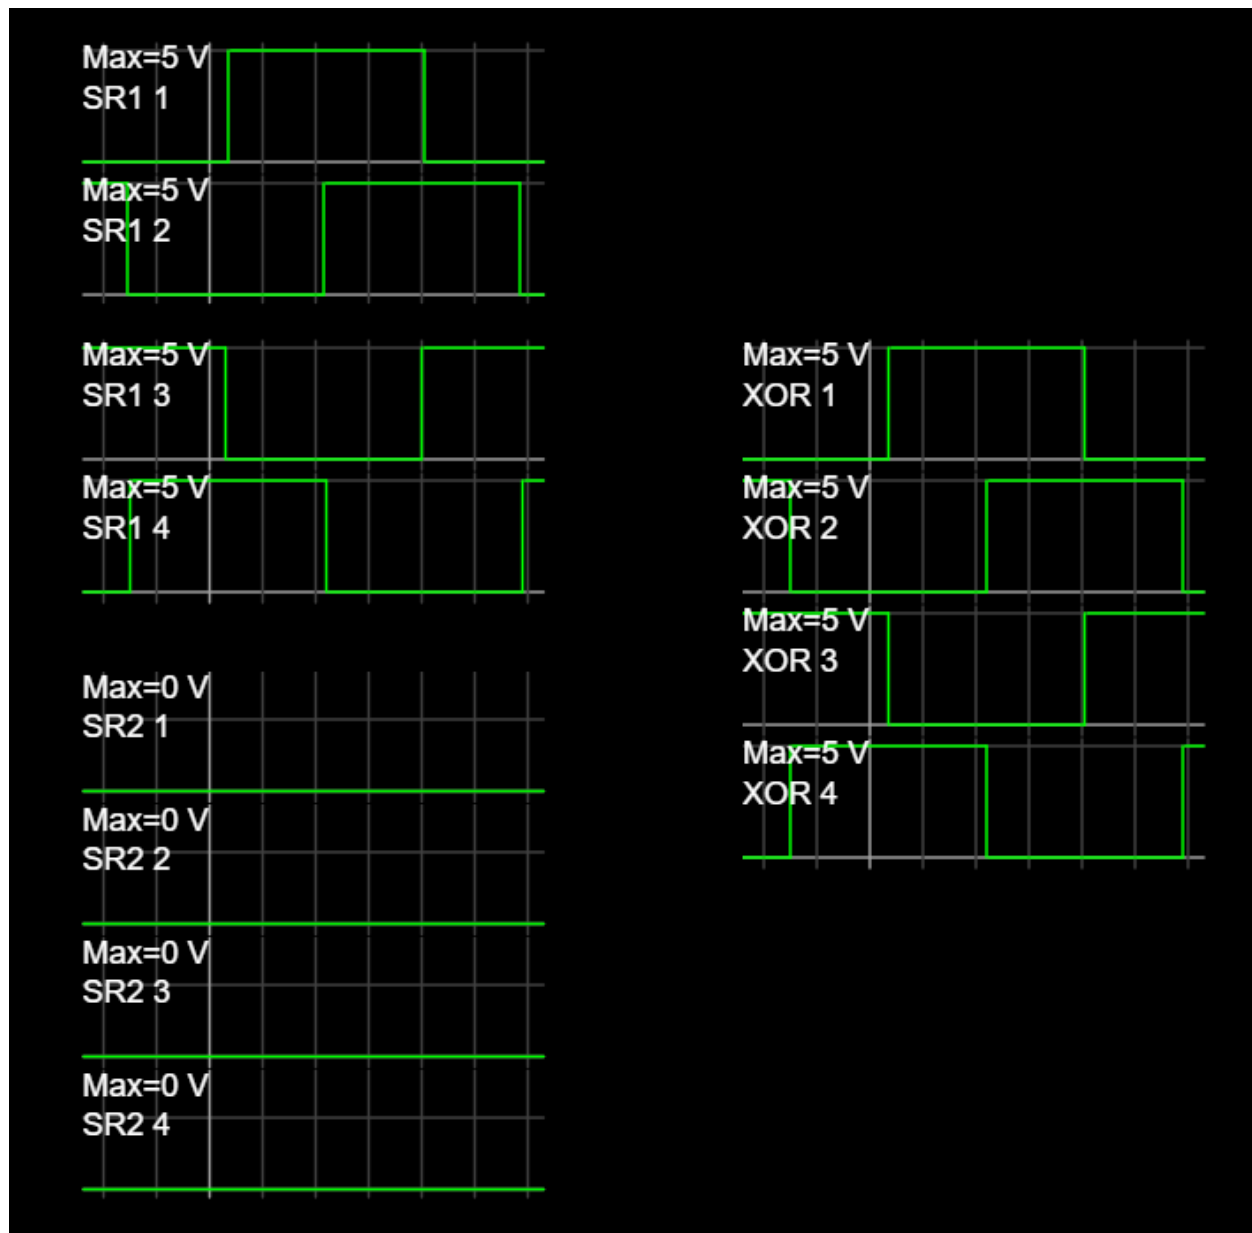 Max=5 V
SR1 1
Max=5 V
SR1 2
Max=5 V
SR1 3
Max=5 V
SR1 4
Max=0 V
SR2 1
Max=0 V
SR2 2
Max=0 V
SR2 3
Max=0 V
SR2 4
Max=5 V
XOR 1
Max=5 V
XOR 2
Max=5 V
XOR 3
Max=5 V
XOR 4